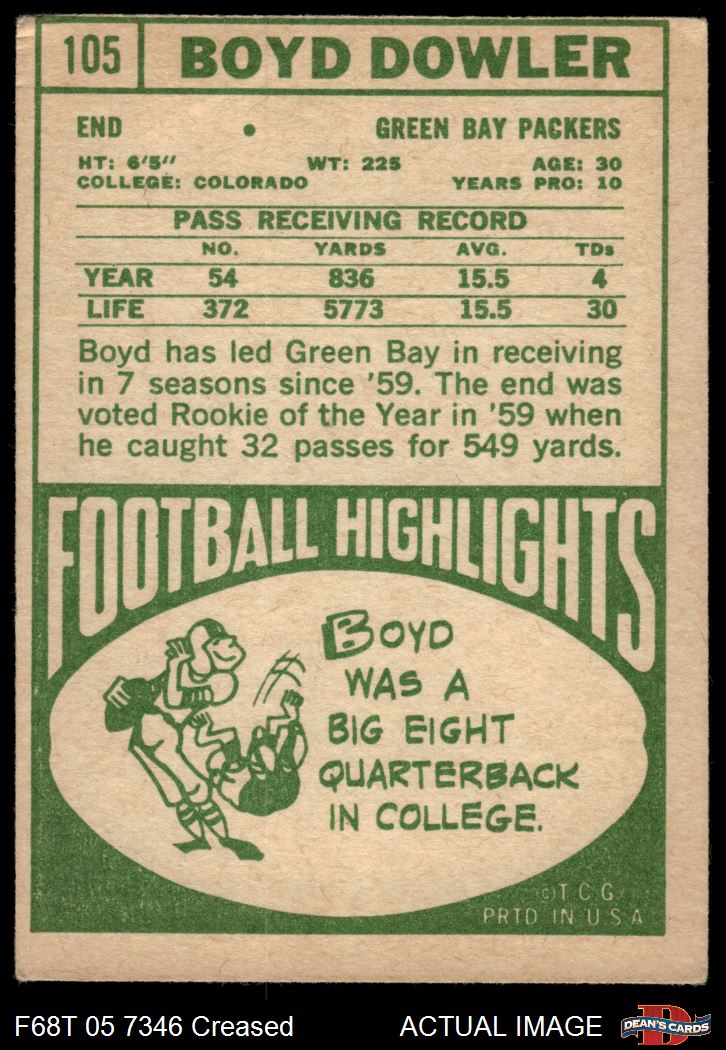 105 BOYD DOWLER
END • GREEN BAY PACKERS
HT: 6'5" WT: 225 AGE: 30
COLLEGE: COLORADO YEARS PRO: 10
PASS RECEIVING RECORD
NO. YARDS AVG. TDs
YEAR 54 836 15.5 4
LIFE 372 5773 15.5 30
Boyd has led Green Bay in receiving
in 7 seasons since '59. The end was
voted Rookie of the Year in '59 when
he caught 32 passes for 549 yards.
FOOTBALL HIGHLIGHTS
BOYD
WAS A
BIG EIGHT
QUARTERBACK
IN COLLEGE.
©T.C.G.
PRTD IN U.S.A
F68T 05 7346 Creased ACTUAL IMAGE
D
DEAN'S CARDS